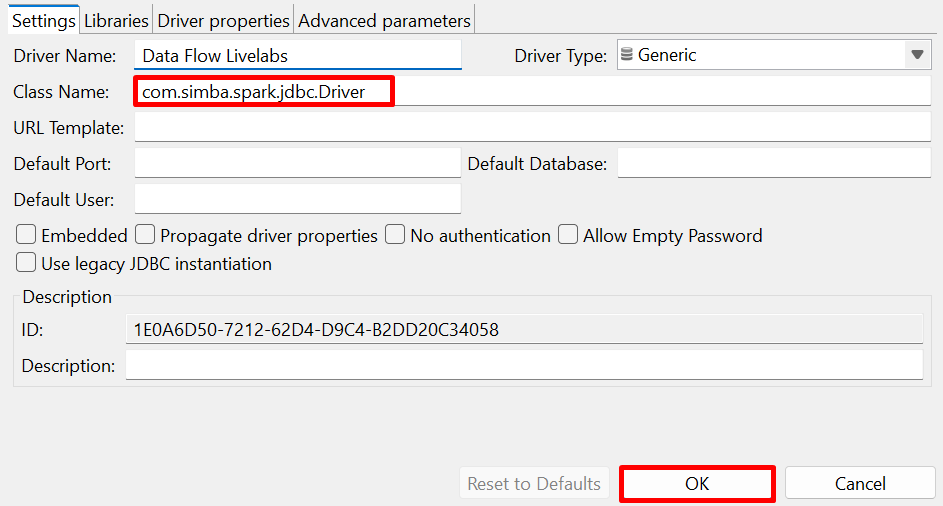 Settings Libraries Driver properties Advanced parameters
Driver Name: Data Flow Livelabs Driver Type: Generic
Class Name: com.simba.spark.jdbc.Driver
URL Template:
Default Port: Default Database:
Default User:
Embedded Propagate driver properties No authentication Allow Empty Password
Use legacy JDBC instantiation
Description
ID: 1E0A6D50-7212-62D4-D9C4-B2DD20C34058
Description:
Reset to Defaults OK Cancel